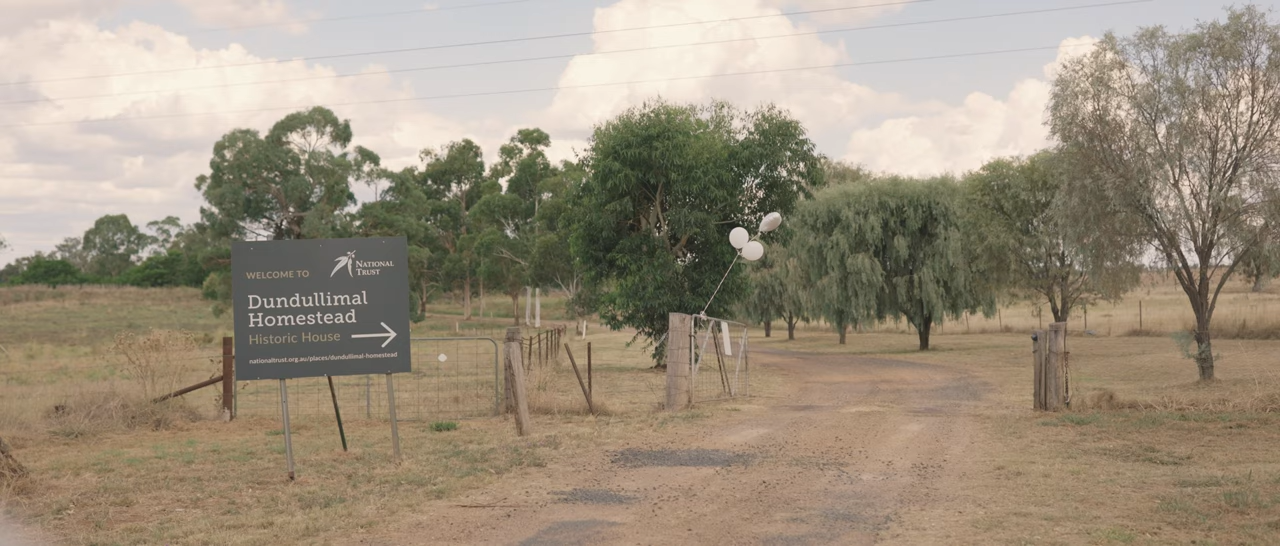 WELCOME TO
NATIONAL
TRUST
Dundullimal
Homestead
Historic House
nationaltrust.org.au/places/dundullimal-homestead